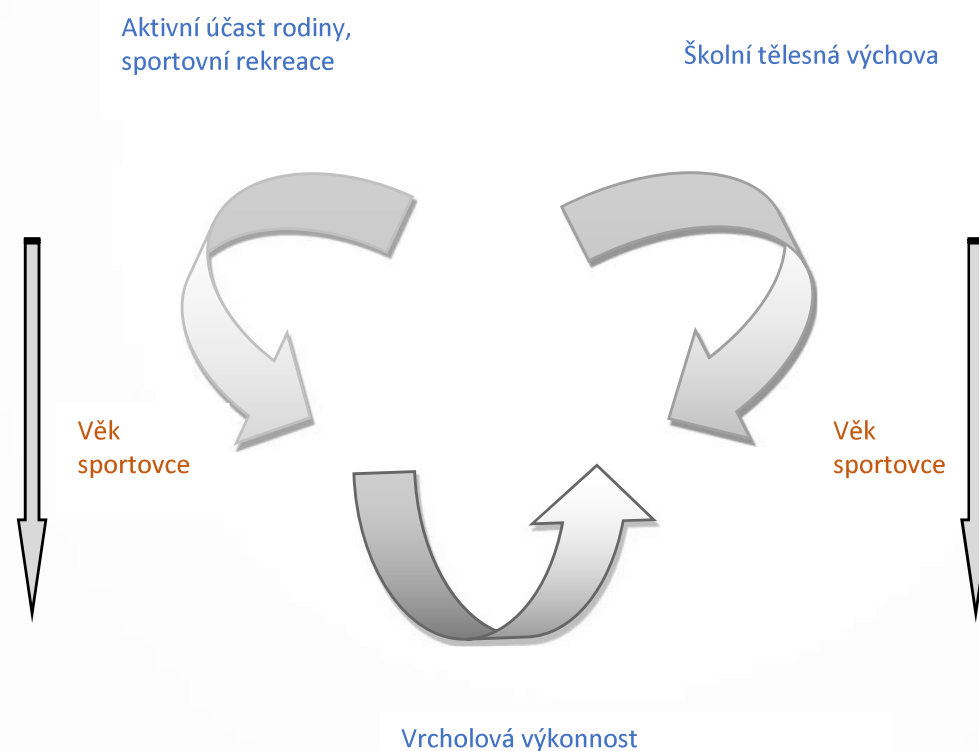 Aktivní účast rodiny,
sportovní rekreace
Školní tělesná výchova
Věk
sportovce
Věk
sportovce
Vrcholová výkonnost